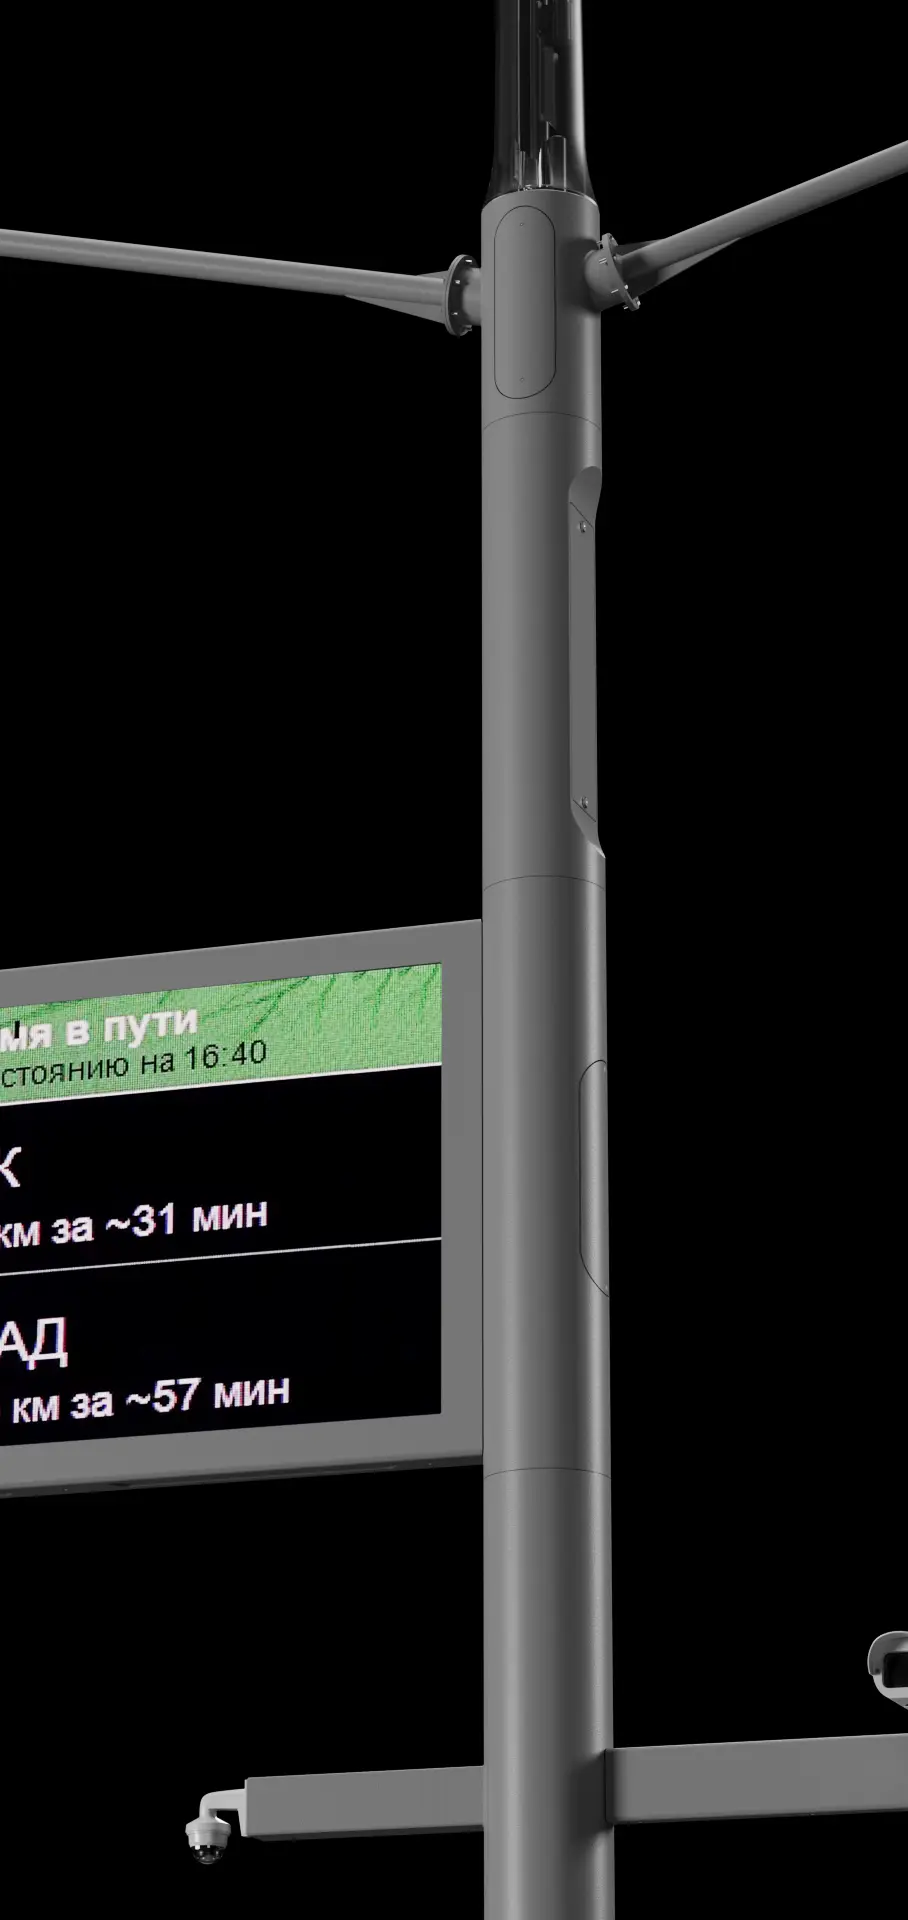 мя в пути
стоянию на 16:40
К
км за ~31 мин
АД
км за ~57 мин